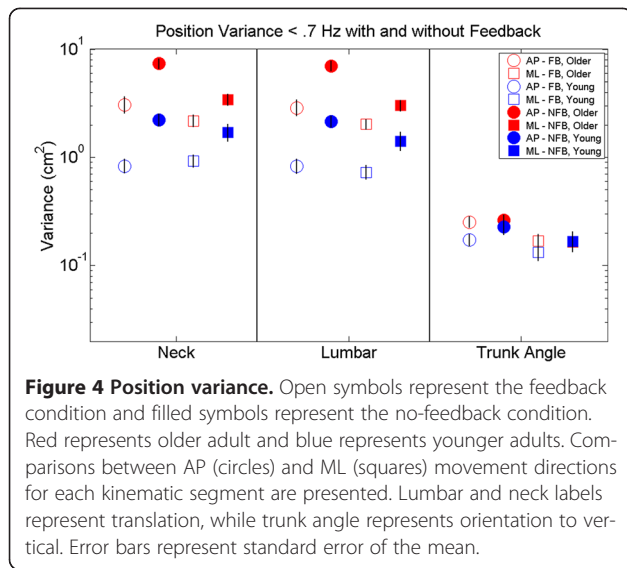 Position Variance < .7 Hz with and without Feedback
10^1
10^0
10^-1
Variance (cm^2)
AP - FB, Older
ML - FB, Older
AP - FB, Young
ML - FB, Young
AP - NFB, Older
ML - NFB, Older
AP - NFB, Young
ML - NFB, Young
Neck
Lumbar
Trunk Angle
Figure 4 Position variance. Open symbols represent the feedback
condition and filled symbols represent the no-feedback condition.
Red represents older adult and blue represents younger adults. Com-
parisons between AP (circles) and ML (squares) movement directions
for each kinematic segment are presented. Lumbar and neck labels
represent translation, while trunk angle represents orientation to ver-
tical. Error bars represent standard error of the mean.